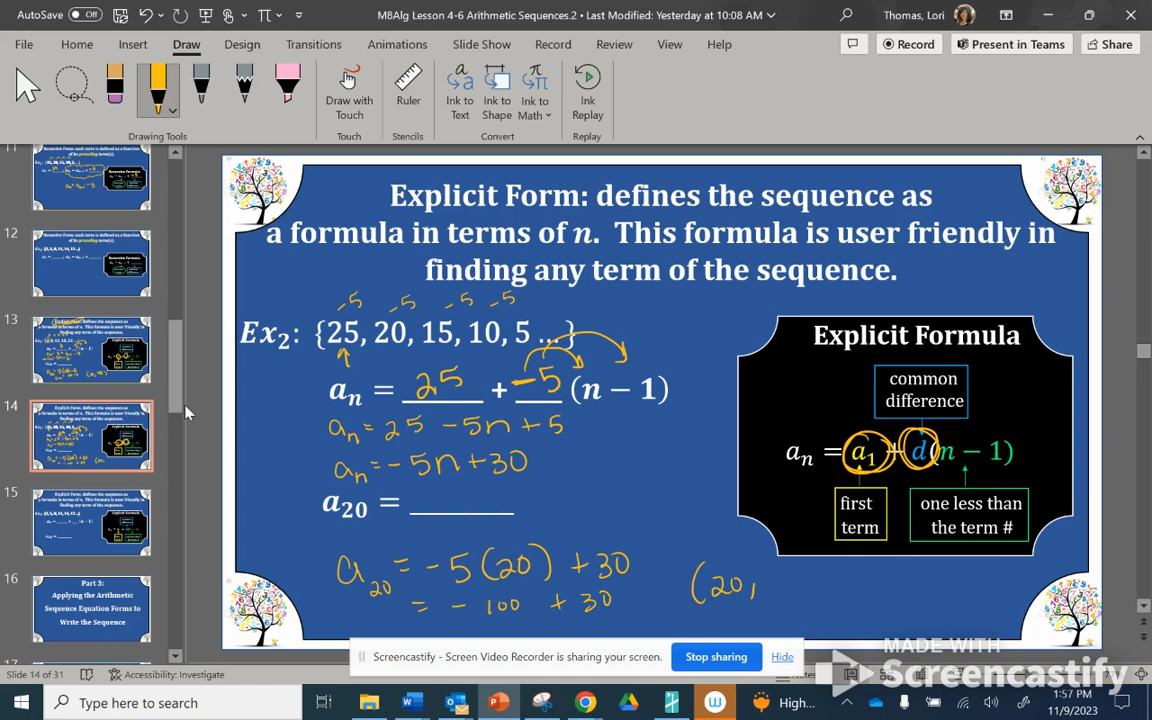 AutoSave Off
M8Alg Lesson 4-6 Arithmetic Sequences.2 • Last Modified: Yesterday at 10:08 AM
Thomas, Lori
File Home Insert Draw Design Transitions Animations Slide Show Record Review View Help
Record Present in Teams Share
Draw with Touch
Ruler
Ink to Text
Ink to Shape
Ink to Math
Ink Replay
Drawing Tools
Touch
Stencils
Convert
Replay
12
13
14
15
16
Part 3:
Applying the Arithmetic
Sequence Equation Forms to
Write the Sequence
Explicit Form: defines the sequence as
a formula in terms of n. This formula is user friendly in
finding any term of the sequence.
-5 -5 -5 -5
Ex₂: {25, 20, 15, 10, 5 ... }
aₙ = 25 + -5 (n − 1)
aₙ = 25 -5n + 5
aₙ = -5n + 30
a₂₀ = ______
a₂₀ = -5(20) + 30
= -100 + 30
(20,
Explicit Formula
common
difference
aₙ = a₁ + d(n − 1)
first
term
one less than
the term #
Screencastify - Screen Video Recorder is sharing your screen.
Stop sharing
Hide
MADE WITH
Screencastify
Slide 14 of 31
Accessibility: Investigate
Type here to search
High...
1:57 PM
11/9/2023